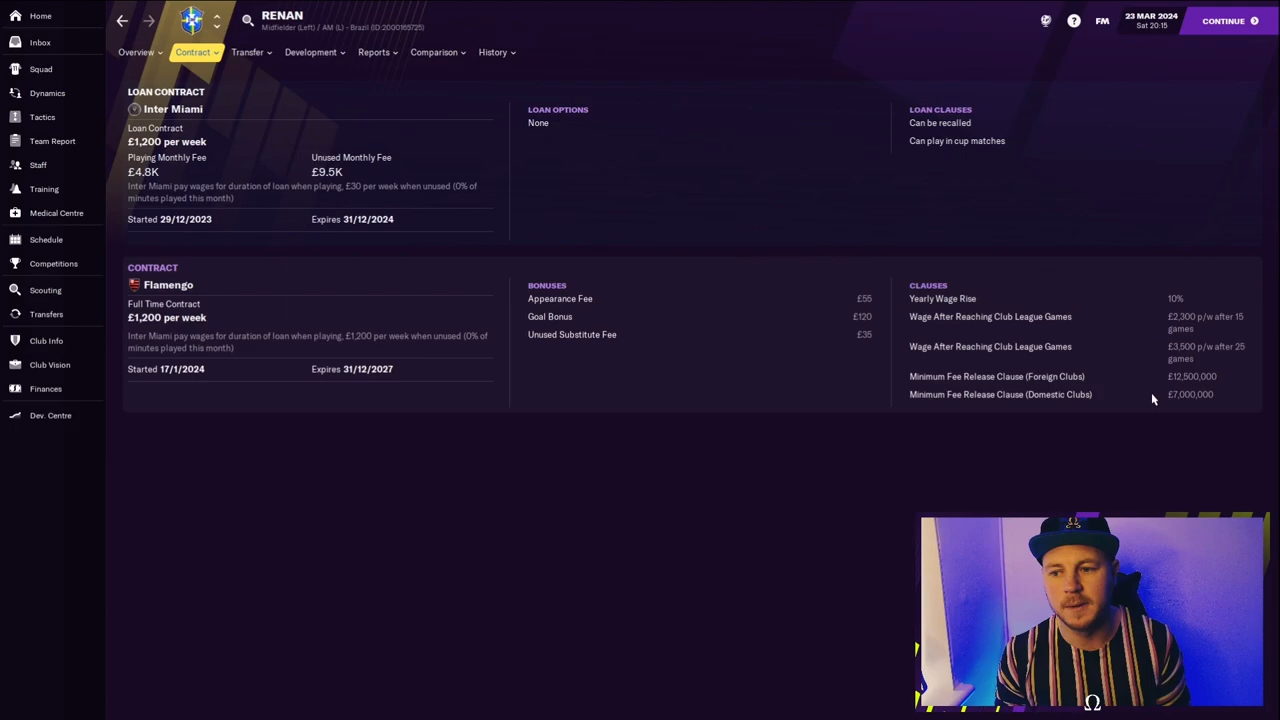 Home
Inbox
Squad
Dynamics
Tactics
Team Report
Staff
Training
Medical Centre
Schedule
Competitions
Scouting
Transfers
Club Info
Club Vision
Finances
Dev. Centre
RENAN
Midfielder (Left) / AM (L) - Brazil (ID:2000165725)
?
FM
23 MAR 2024
Sat 20:15
CONTINUE
Overview
Contract
Transfer
Development
Reports
Comparison
History
LOAN CONTRACT
Inter Miami
Loan Contract
£1,200 per week
Playing Monthly Fee
Unused Monthly Fee
£4.8K
£9.5K
Inter Miami pay wages for duration of loan when playing, £30 per week when unused (0% of
minutes played this month)
Started 29/12/2023
Expires 31/12/2024
LOAN OPTIONS
None
LOAN CLAUSES
Can be recalled
Can play in cup matches
CONTRACT
Flamengo
Full Time Contract
£1,200 per week
Inter Miami pay wages for duration of loan when playing, £1,200 per week when unused (0% of
minutes played this month)
Started 17/1/2024
Expires 31/12/2027
BONUSES
Appearance Fee £55
Goal Bonus £120
Unused Substitute Fee £35
CLAUSES
Yearly Wage Rise 10%
Wage After Reaching Club League Games £2,300 p/w after 15
games
Wage After Reaching Club League Games £3,500 p/w after 25
games
Minimum Fee Release Clause (Foreign Clubs) £12,500,000
Minimum Fee Release Clause (Domestic Clubs) £7,000,000
Ω